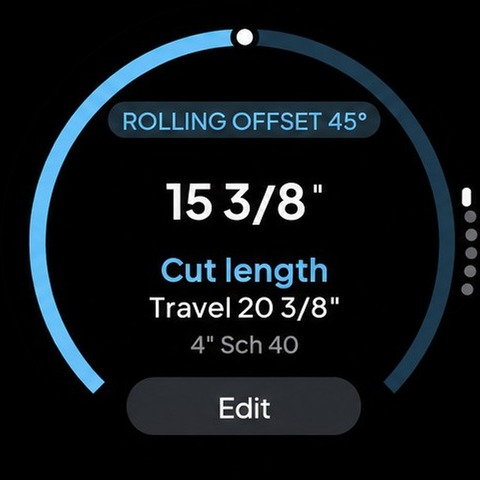 ROLLING OFFSET 45°
15 3/8"
Cut length
Travel 20 3/8"
4" Sch 40
Edit